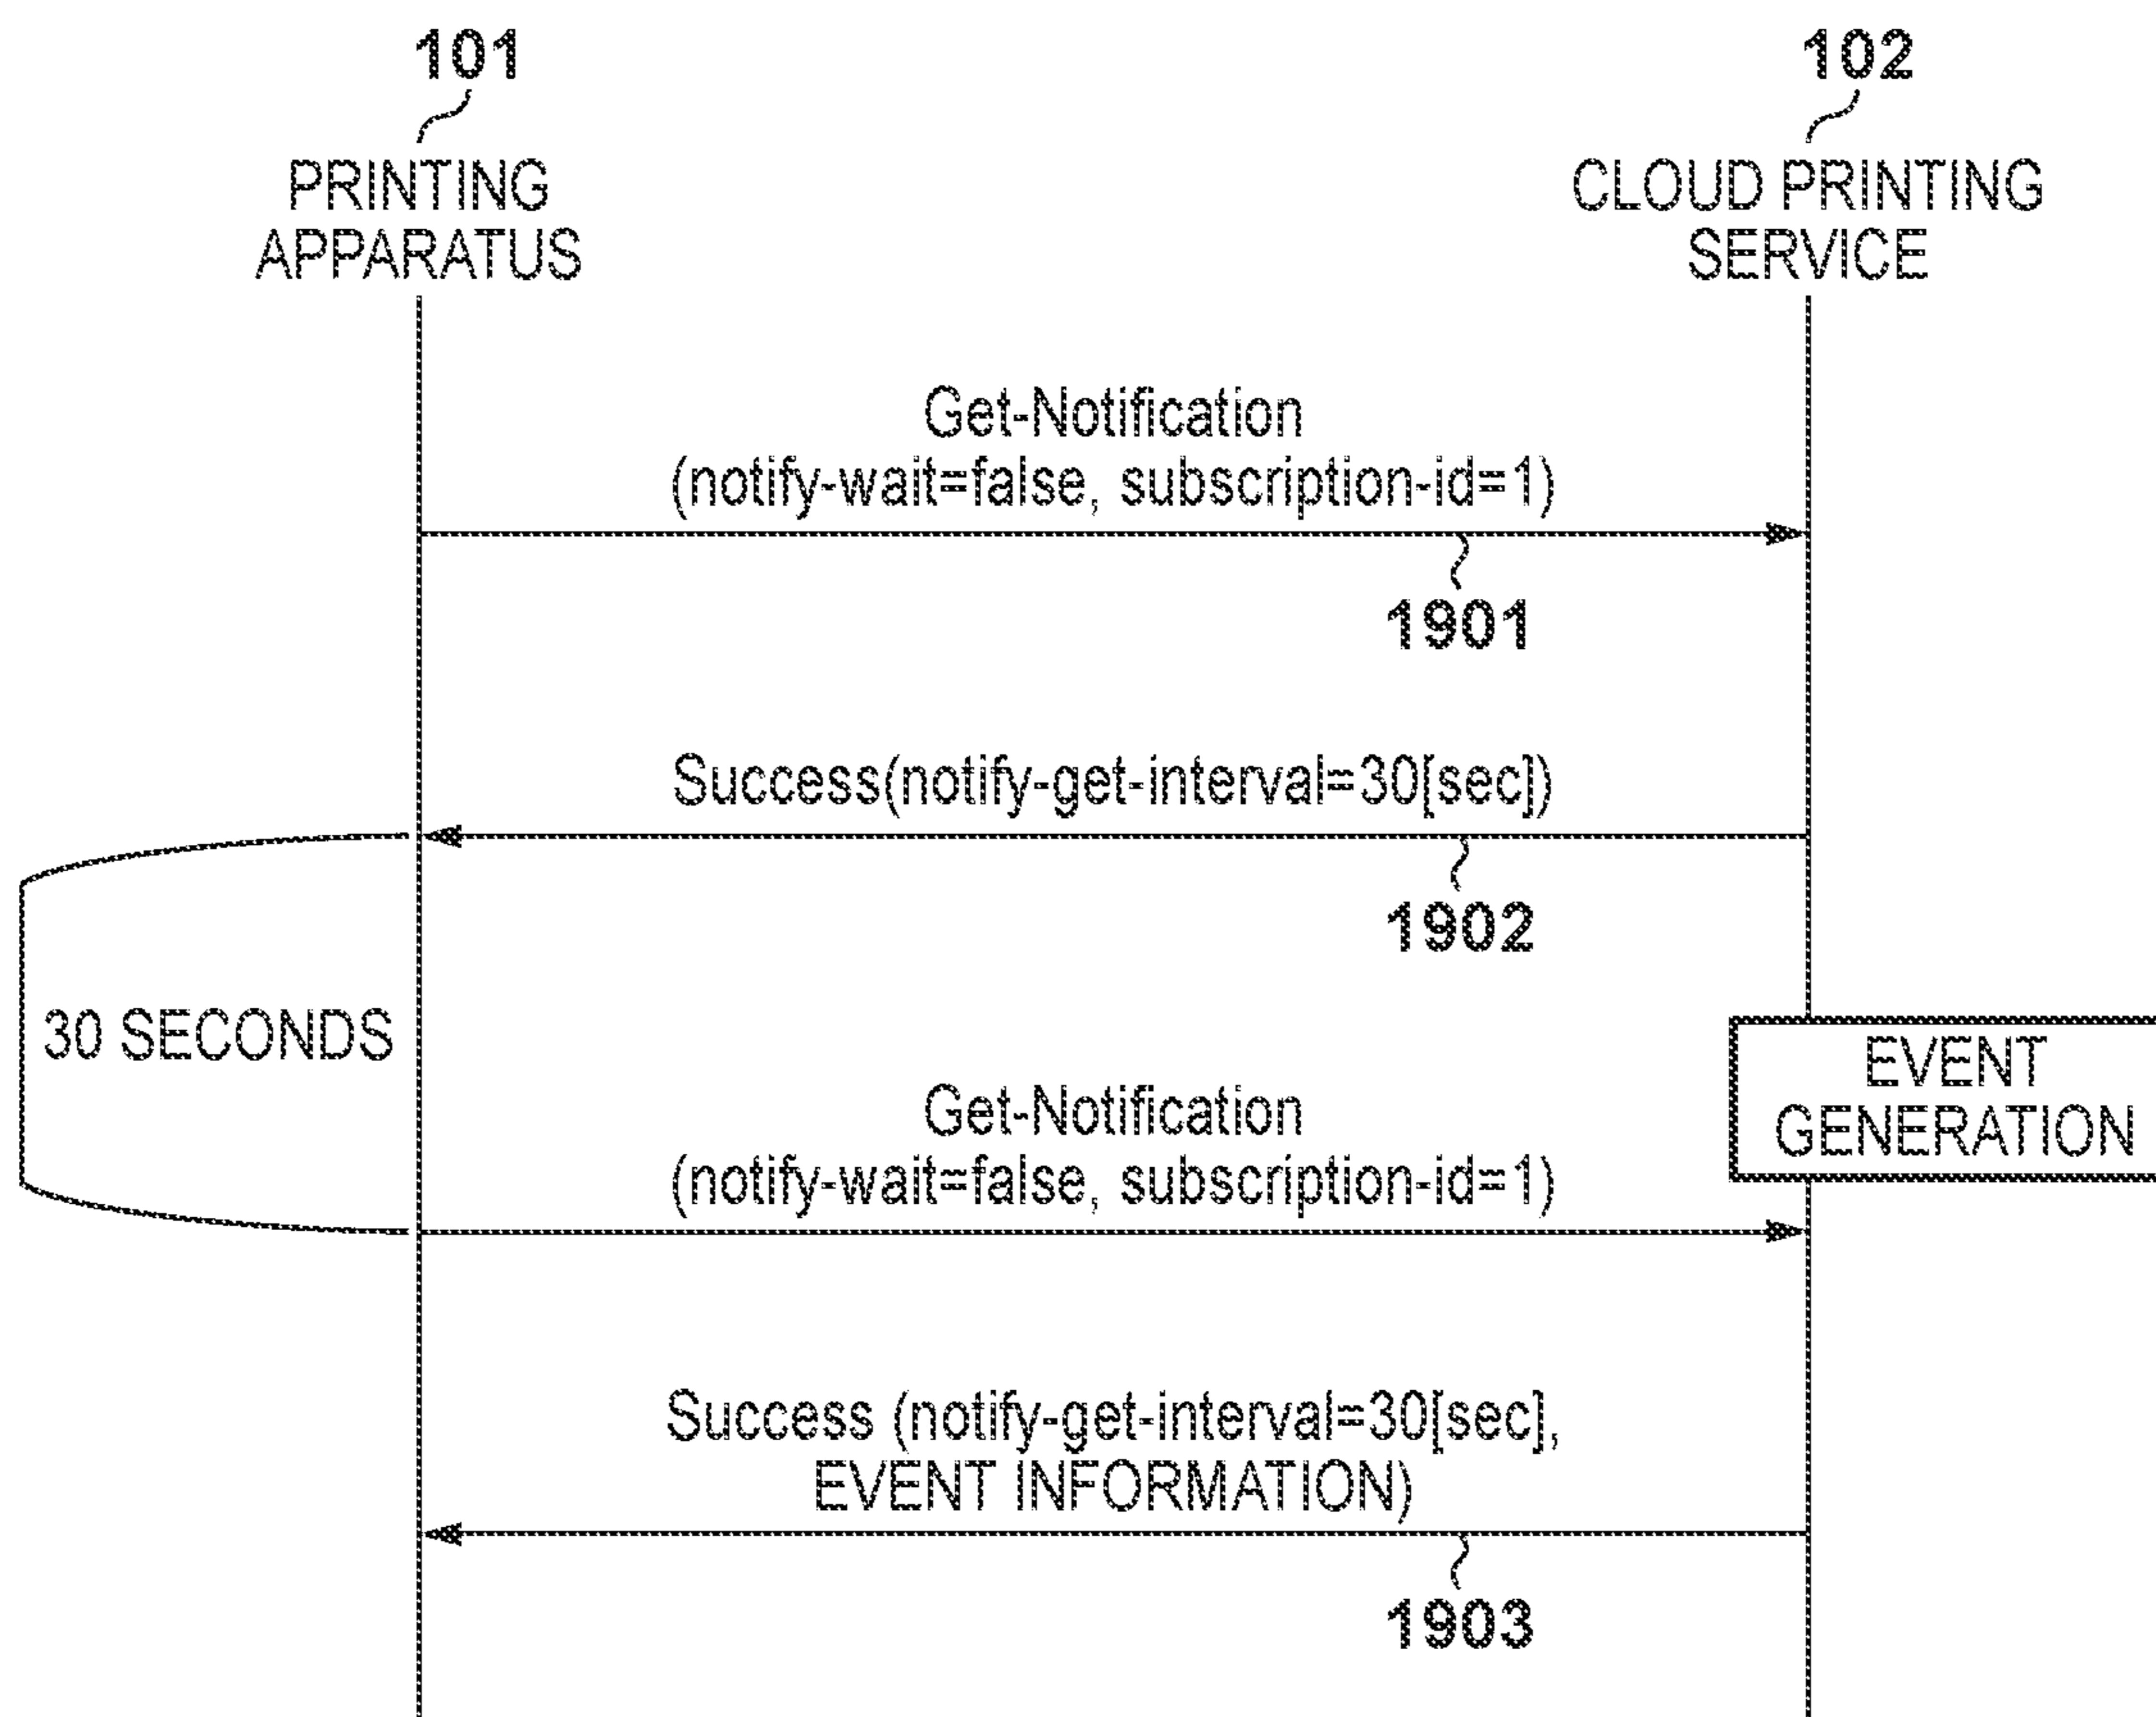 101
102
PRINTING
APPARATUS
CLOUD PRINTING
SERVICE
Get-Notification
(notify-wait=false, subscription-id=1)
1901
Success(notify-get-interval=30[sec])
1902
30 SECONDS
EVENT
GENERATION
Get-Notification
(notify-wait=false, subscription-id=1)
Success (notify-get-interval=30[sec],
EVENT INFORMATION)
1903